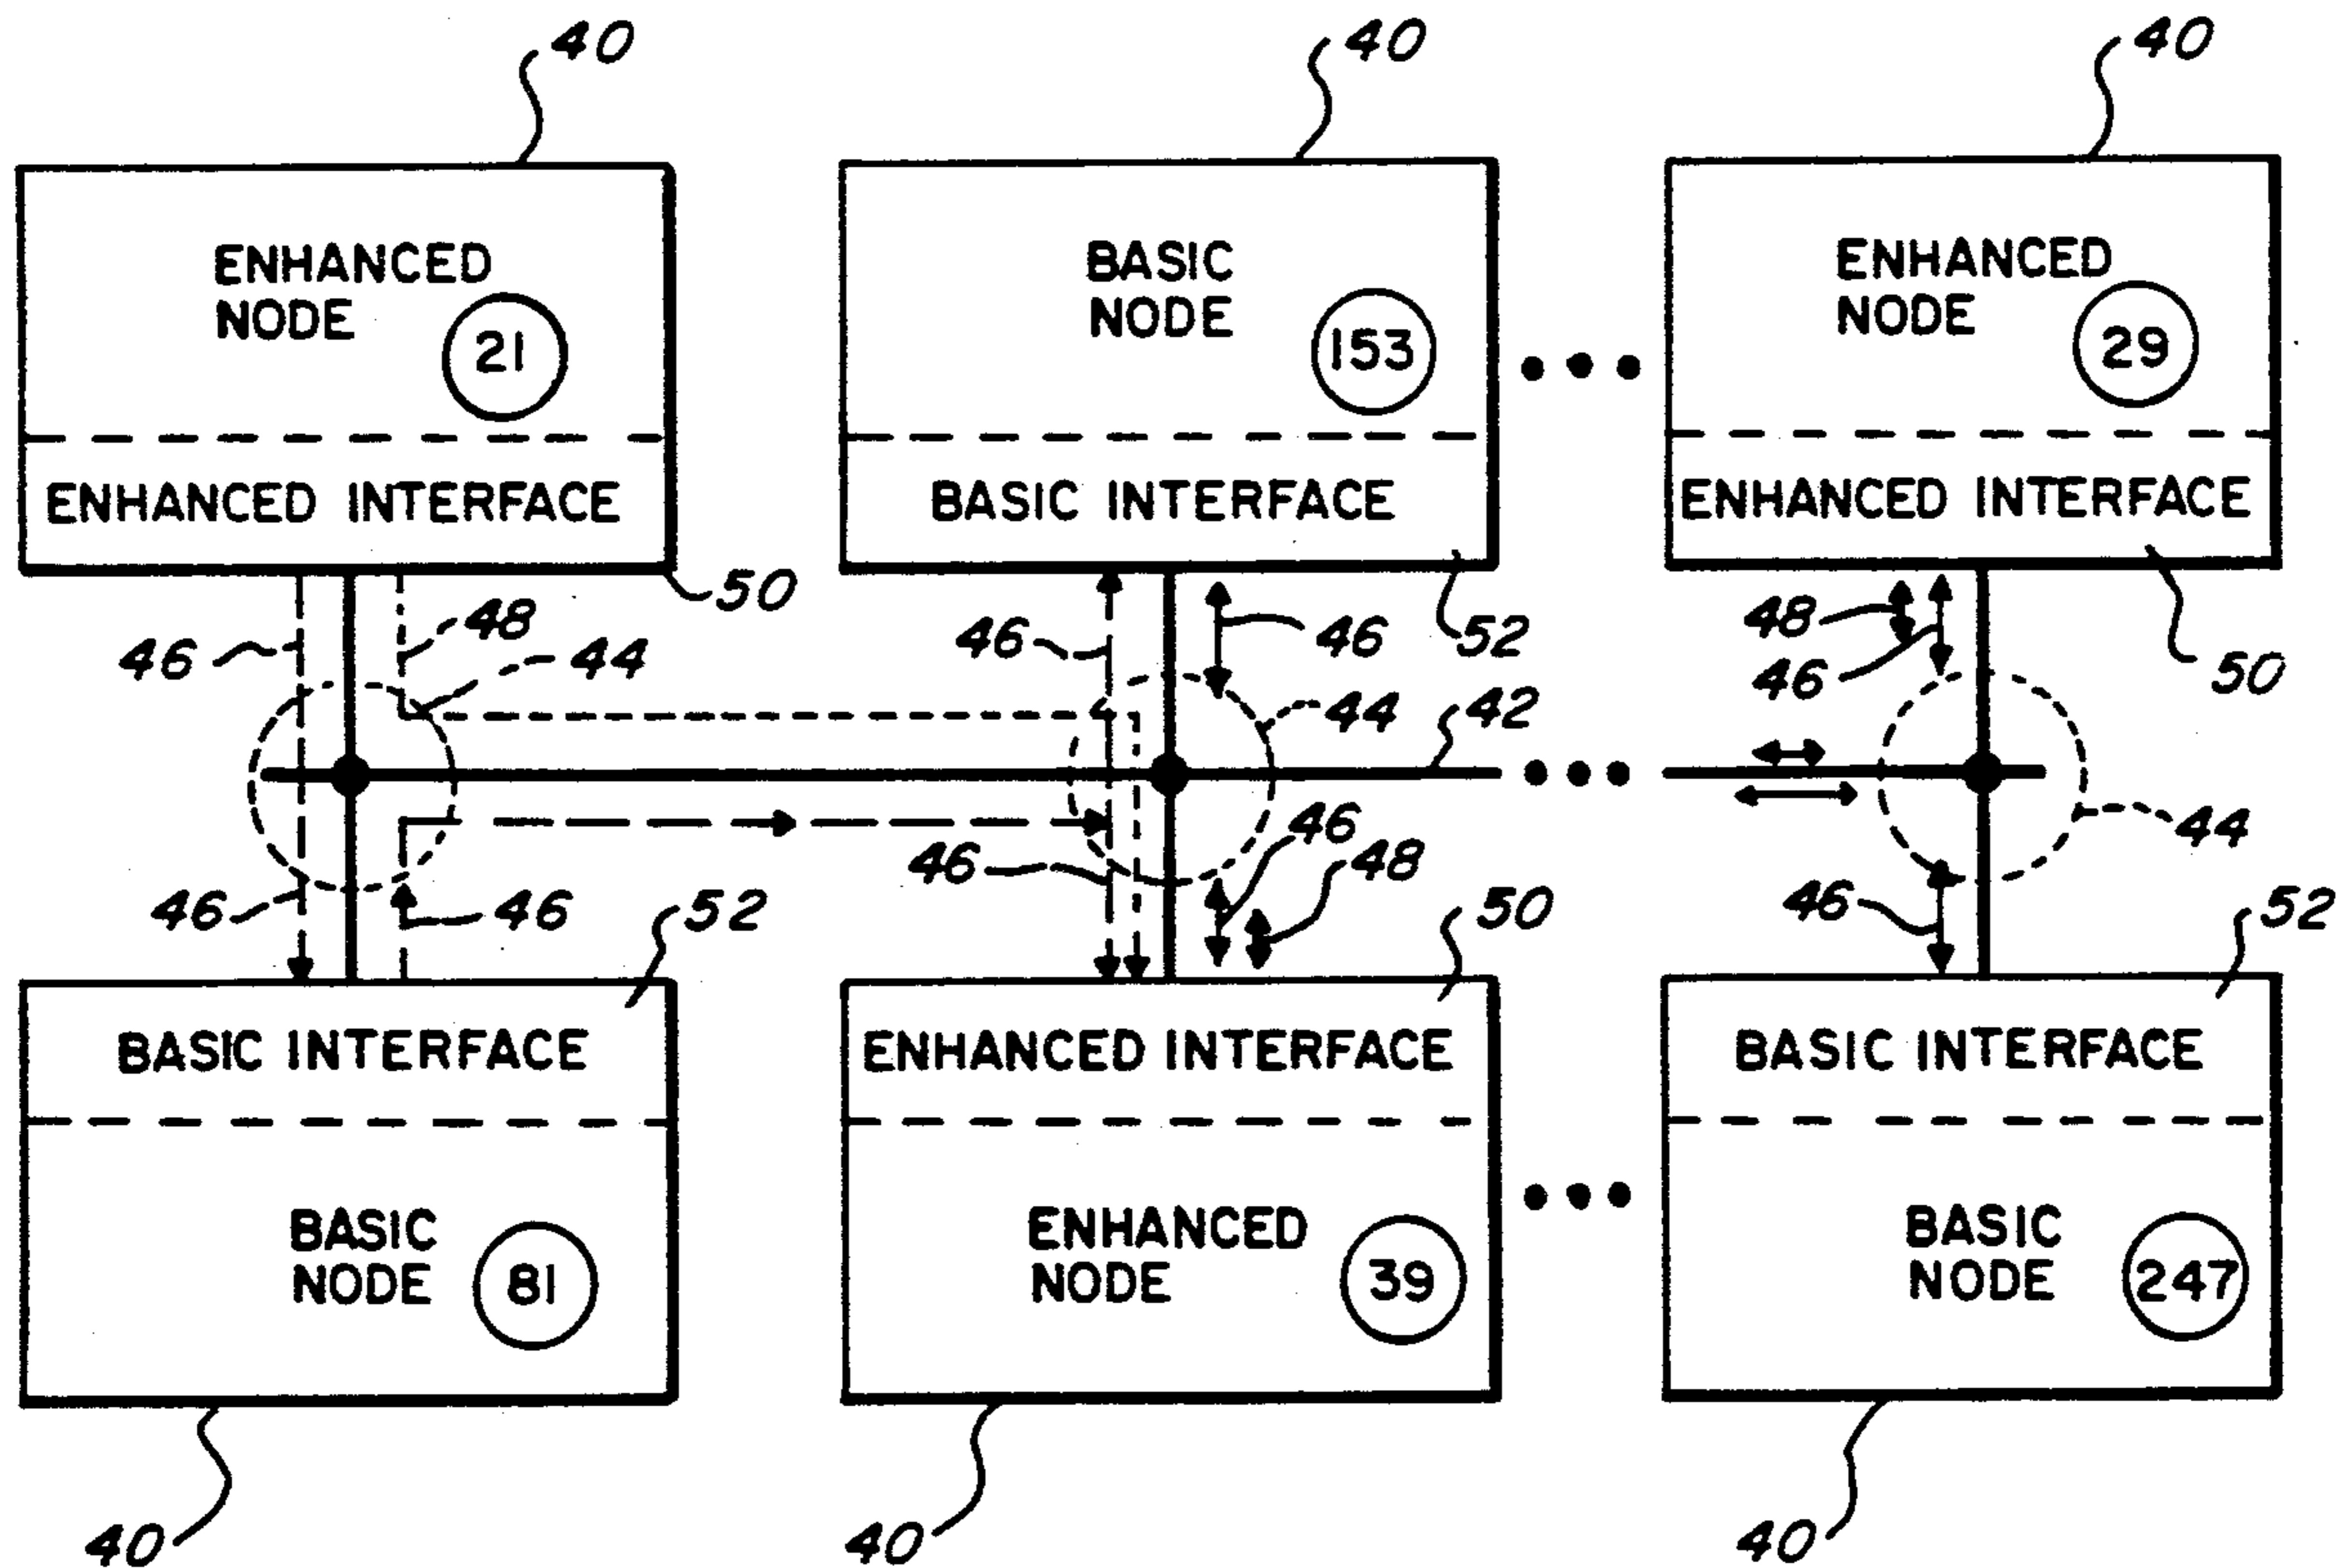 40
40
40
ENHANCED
NODE
21
BASIC
NODE
153
ENHANCED
NODE
29
ENHANCED INTERFACE
BASIC INTERFACE
ENHANCED INTERFACE
50
52
50
46
48
44
46
46
44
42
48
46
44
46
46
52
46
46
48
50
46
52
BASIC INTERFACE
ENHANCED INTERFACE
BASIC INTERFACE
BASIC
NODE
81
ENHANCED
NODE
39
BASIC
NODE
247
40
40
40